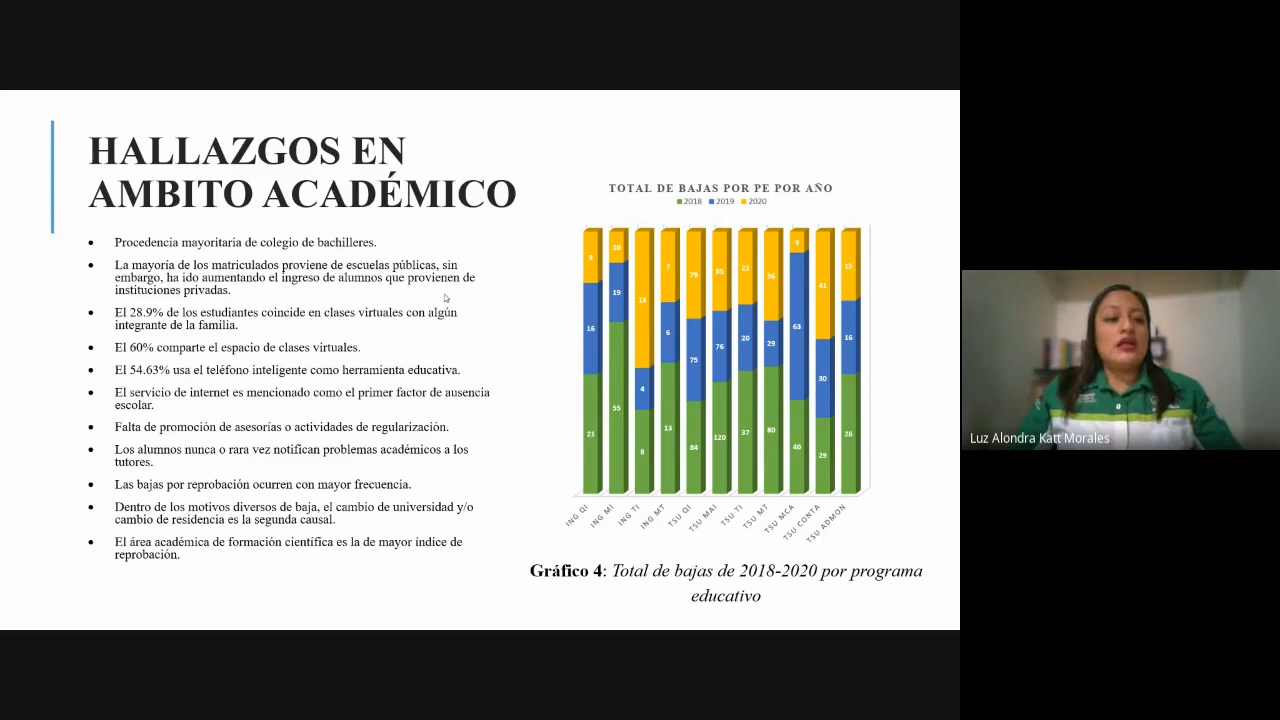 HALLAZGOS EN
AMBITO ACADÉMICO
• Procedencia mayoritaria de colegio de bachilleres.
• La mayoría de los matriculados proviene de escuelas públicas, sin
embargo, ha ido aumentando el ingreso de alumnos que provienen de
instituciones privadas.
• El 28.9% de los estudiantes coincide en clases virtuales con algún
integrante de la familia.
• El 60% comparte el espacio de clases virtuales.
• El 54.63% usa el teléfono inteligente como herramienta educativa.
• El servicio de internet es mencionado como el primer factor de ausencia
escolar.
• Falta de promoción de asesorías o actividades de regularización.
• Los alumnos nunca o rara vez notifican problemas académicos a los
tutores.
• Las bajas por reprobación ocurren con mayor frecuencia.
• Dentro de los motivos diversos de baja, el cambio de universidad y/o
cambio de residencia es la segunda causal.
• El área académica de formación científica es la de mayor índice de
reprobación.
TOTAL DE BAJAS POR PE POR AÑO
2018 2019 2020
9 10 18 7 79 85 22 36 9 41 12
16 19 4 6 75 76 20 29 63 30 16
21 55 8 13 84 120 37 80 40 29 26
ING QI ING MI ING TI ING MT TSU QI TSU MAI TSU TI TSU MT TSU MCA TSU CONTA TSU ADMON
Gráfico 4: Total de bajas de 2018-2020 por programa
educativo
Luz Alondra Katt Morales